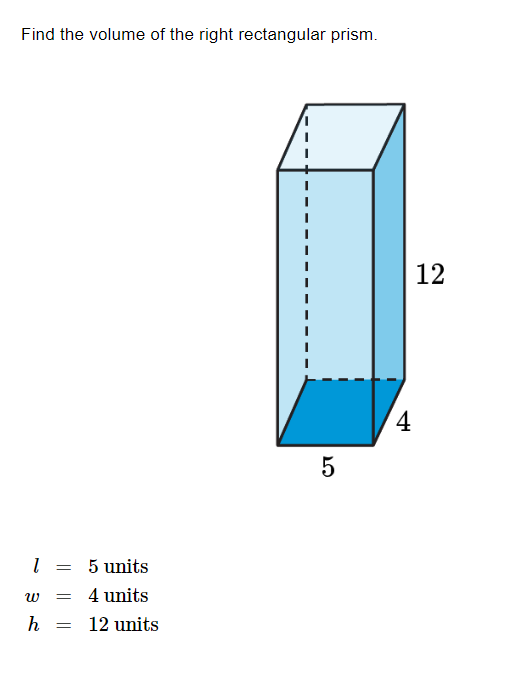 Find the volume of the right rectangular prism.
12
4
5
l = 5 units
w = 4 units
h = 12 units